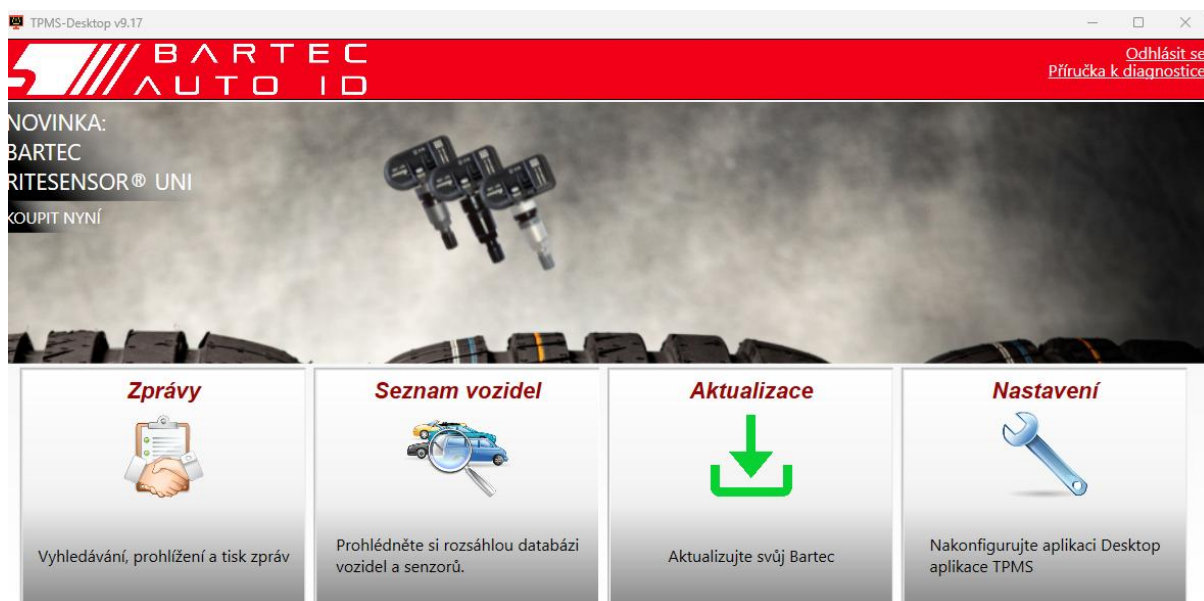 TPMS-Desktop v9.17
BARTEC
AUTO ID
Odhlásit se
Příručka k diagnostice
NOVINKA:
BARTEC
RITESENSOR® UNI
KOUPIT NYNÍ
Zprávy
Seznam vozidel
Aktualizace
Nastavení
Vyhledávání, prohlížení a tisk zpráv
Prohlédněte si rozsáhlou databázi
vozidel a senzorů.
Aktualizujte svůj Bartec
Nakonfigurujte aplikaci Desktop
aplikace TPMS